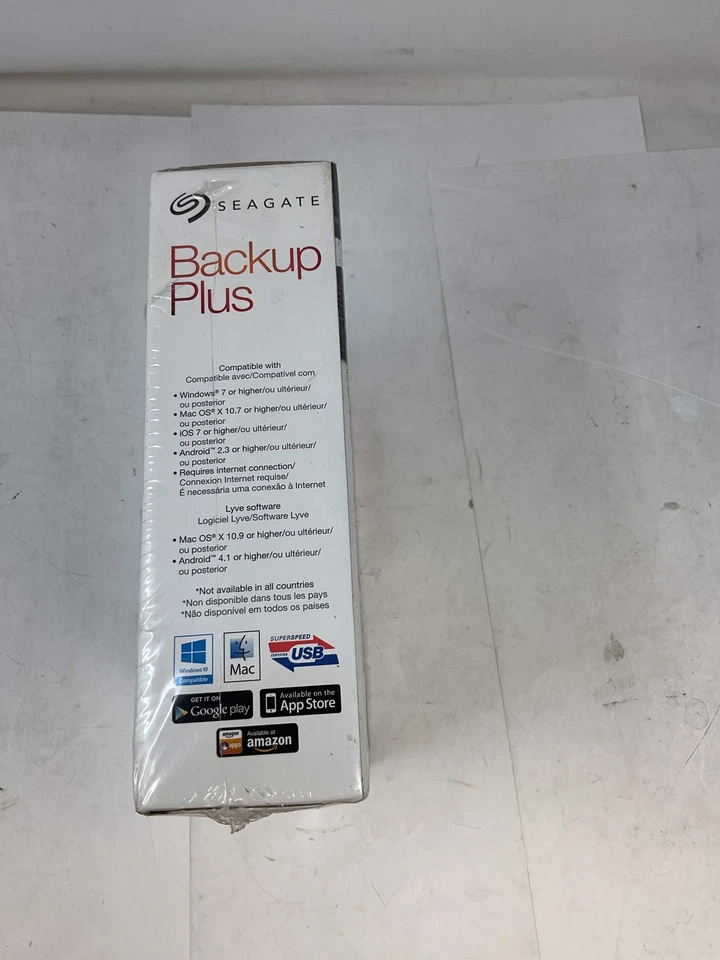 SEAGATE
Backup
Plus
Compatible with
Compatible avec/Compatível com
• Windows® 7 or higher/ou ultérieur/
ou posterior
• Mac OS® X 10.7 or higher/ou ultérieur/
ou posterior
• iOS 7 or higher/ou ultérieur/
ou posterior
• Android™ 2.3 or higher/ou ultérieur/
ou posterior
• Requires internet connection/
Connexion Internet requise/
É necessária uma conexão à Internet
Lyve software
Logiciel Lyve/Software Lyve
• Mac OS® X 10.9 or higher/ou ultérieur/
ou posterior
• Android™ 4.1 or higher/ou ultérieur/
ou posterior
*Not available in all countries
*Non disponible dans tous les pays
*Não disponível em todos os países
Windows 10
Compatible
Mac
SUPERSPEED
CERTIFIED
USB
GET IT ON
Google play
Available on the
App Store
amazon
apps
Available at
amazon